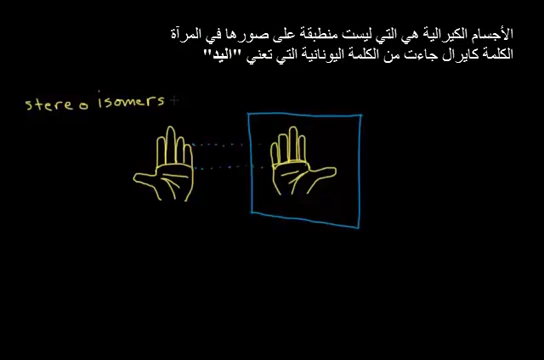 الأجسام الكيرالية هي التي ليست منطبقة على صورها في المرآة
الكلمة كايرال جاءت من الكلمة اليونانية التي تعني "اليد"
stereo isomers